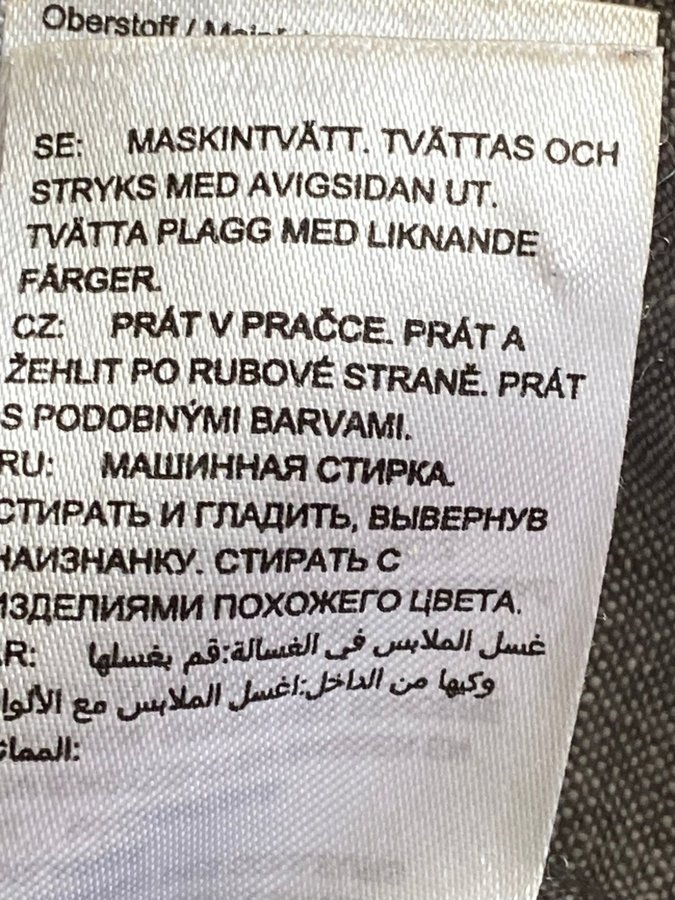 Oberstoff /
SE: MASKINTVÄTT. TVÄTTAS OCH
STRYKS MED AVIGSIDAN UT.
TVÄTTA PLAGG MED LIKNANDE
FÄRGER.
CZ: PRÁT V PRAČCE. PRÁT A
ŽEHLIT PO RUBOVÉ STRANĚ. PRÁT
S PODOBNÝMI BARVAMI.
RU: МАШИННАЯ СТИРКА.
СТИРАТЬ И ГЛАДИТЬ, ВЫВЕРНУВ
НАИЗНАНКУ. СТИРАТЬ С
ИЗДЕЛИЯМИ ПОХОЖЕГО ЦВЕТА.
AR: غسل الملابس في الغسالة:قم بغسلها
وكيها من الداخل:اغسل الملابس مع